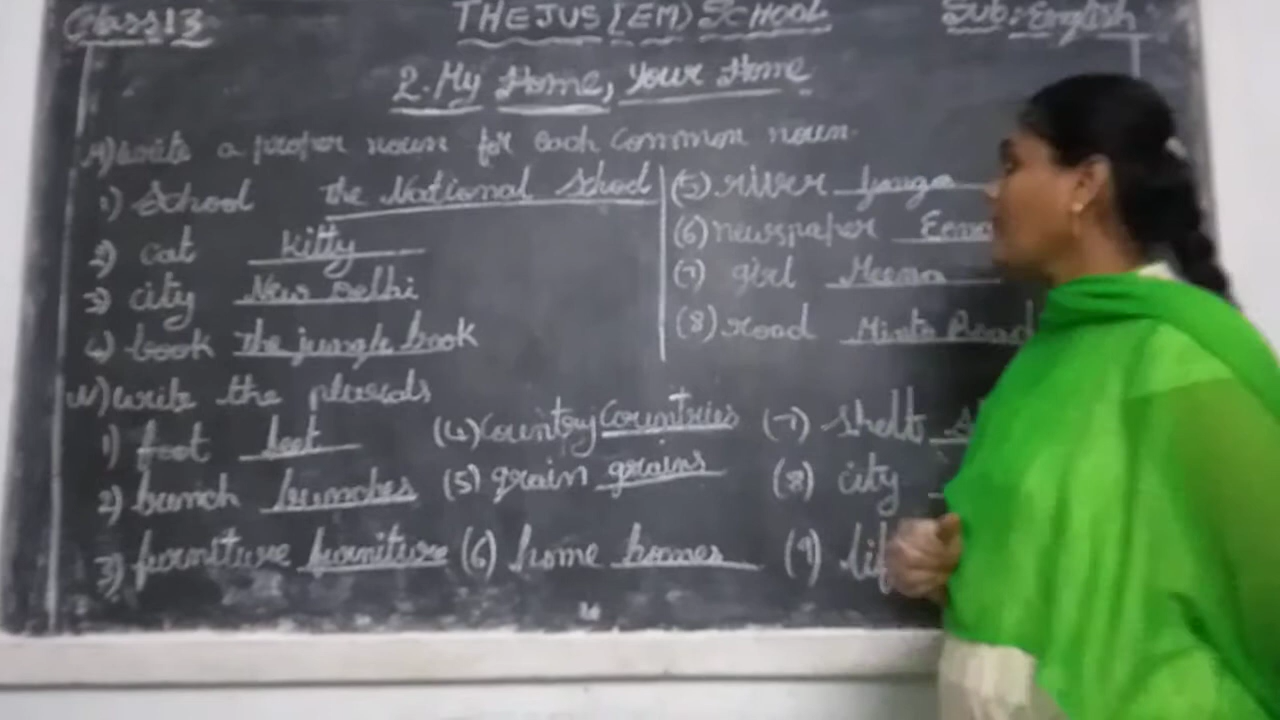 Class: 3 THEJUS (EM) SCHOOL Sub: English
2. My Home, Your Home
write a proper noun for each common noun.
1) School The National School
2) cat Kitty
3) city New Delhi
4) book The jungle book
(5) river
(6) newspaper
(7) girl Meena
(8) road Minto Road
write the plurals
1) foot feet
2) bunch bunches
3) furniture furniture
(4) country countries
(5) grain grains
(6) home homes
(7)
(8) city
(9)